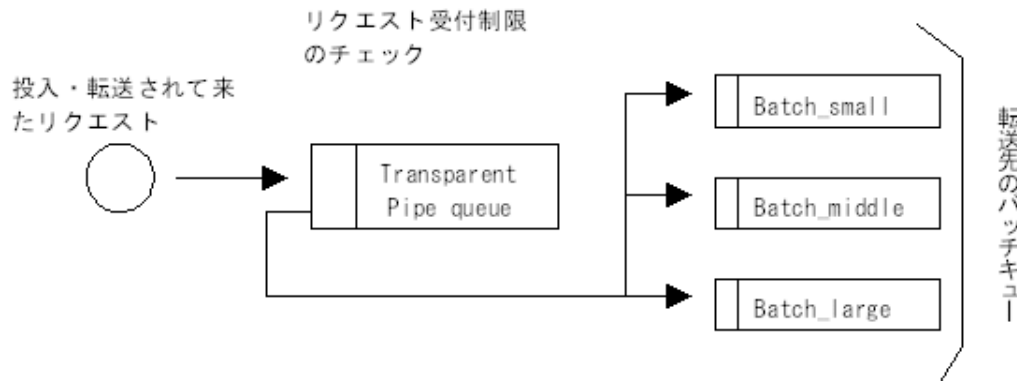 リクエスト受付制限
のチェック
投入・転送されて来
たリクエスト
Transparent
Pipe queue
Batch_small
Batch_middle
Batch_large
転送先のバッチキュー